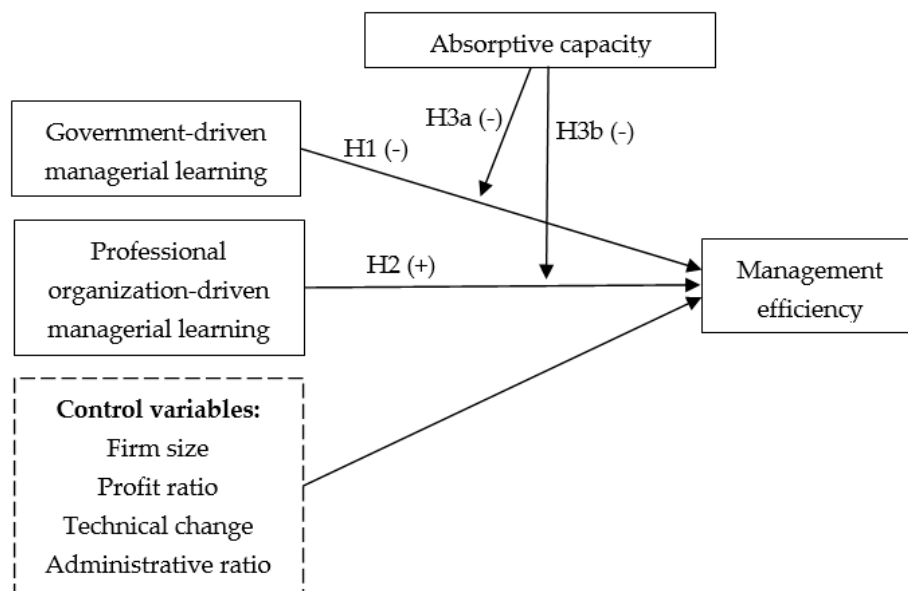 Absorptive capacity
Government-driven
managerial learning
H1 (-)
H3a (-)
H3b (-)
Professional
organization-driven
managerial learning
H2 (+)
Management
efficiency
Control variables:
Firm size
Profit ratio
Technical change
Administrative ratio